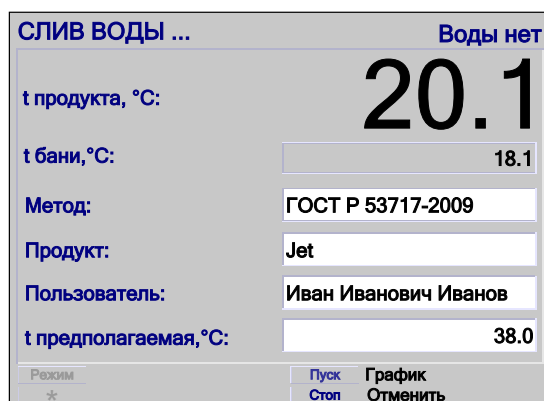 СЛИВ ВОДЫ ... Воды нет
t продукта, °C: 20.1
t бани,°C: 18.1
Метод: ГОСТ Р 53717-2009
Продукт: Jet
Пользователь: Иван Иванович Иванов
t предполагаемая,°C: 38.0
Режим Пуск График
* Стоп Отменить